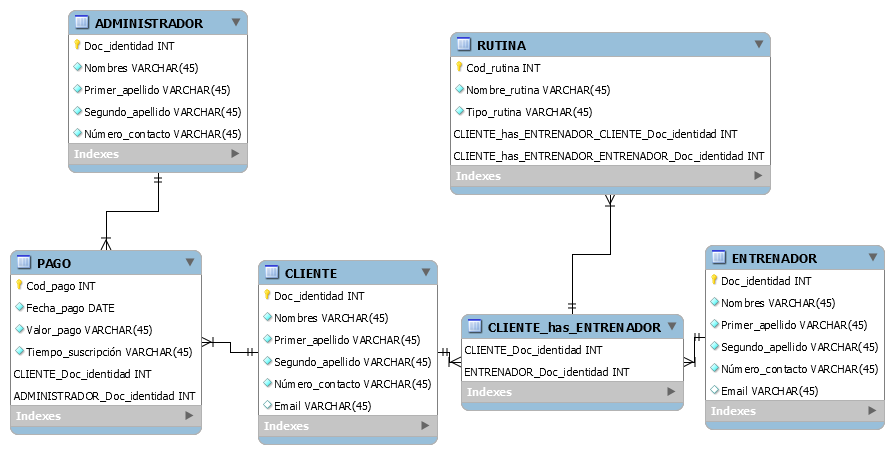 ADMINISTRADOR
Doc_identidad INT
Nombres VARCHAR(45)
Primer_apellido VARCHAR(45)
Segundo_apellido VARCHAR(45)
Número_contacto VARCHAR(45)
Indexes
RUTINA
Cod_rutina INT
Nombre_rutina VARCHAR(45)
Tipo_rutina VARCHAR(45)
CLIENTE_has_ENTRENADOR_CLIENTE_Doc_identidad INT
CLIENTE_has_ENTRENADOR_ENTRENADOR_Doc_identidad INT
Indexes
PAGO
Cod_pago INT
Fecha_pago DATE
Valor_pago VARCHAR(45)
Tiempo_suscripción VARCHAR(45)
CLIENTE_Doc_identidad INT
ADMINISTRADOR_Doc_identidad INT
Indexes
CLIENTE
Doc_identidad INT
Nombres VARCHAR(45)
Primer_apellido VARCHAR(45)
Segundo_apellido VARCHAR(45)
Número_contacto VARCHAR(45)
Email VARCHAR(45)
Indexes
CLIENTE_has_ENTRENADOR
CLIENTE_Doc_identidad INT
ENTRENADOR_Doc_identidad INT
Indexes
ENTRENADOR
Doc_identidad INT
Nombres VARCHAR(45)
Primer_apellido VARCHAR(45)
Segundo_apellido VARCHAR(45)
Número_contacto VARCHAR(45)
Email VARCHAR(45)
Indexes